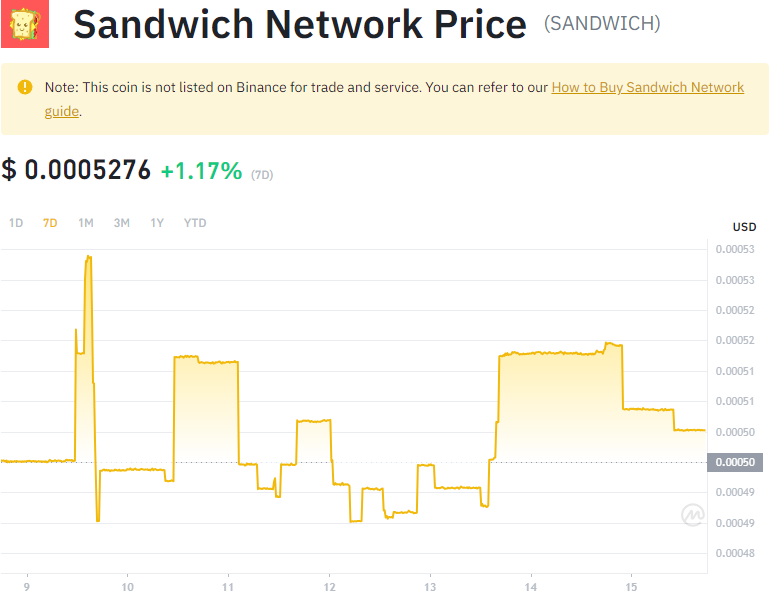 Sandwich Network Price (SANDWICH)
Note: This coin is not listed on Binance for trade and service. You can refer to our How to Buy Sandwich Network
guide.
$ 0.0005276 +1.17% (7D)
1D 7D 1M 3M 1Y YTD
USD
0.00053
0.00053
0.00052
0.00052
0.00051
0.00051
0.00050
0.00050
0.00049
0.00049
0.00048
9 10 11 12 13 14 15